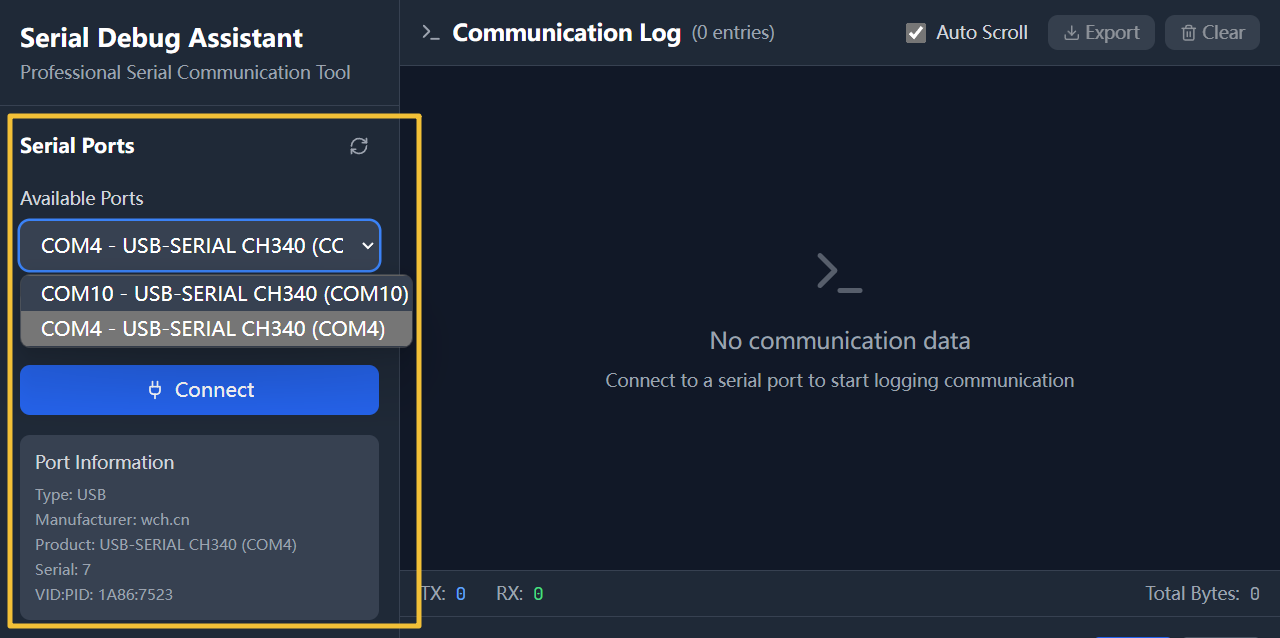 Serial Debug Assistant
Professional Serial Communication Tool
Serial Ports
Available Ports
COM4 - USB-SERIAL CH340 (CC
COM10 - USB-SERIAL CH340 (COM10)
COM4 - USB-SERIAL CH340 (COM4)
Connect
Port Information
Type: USB
Manufacturer: wch.cn
Product: USB-SERIAL CH340 (COM4)
Serial: 7
VID:PID: 1A86:7523
Communication Log (0 entries)
Auto Scroll
Export
Clear
No communication data
Connect to a serial port to start logging communication
TX: 0 RX: 0
Total Bytes: 0